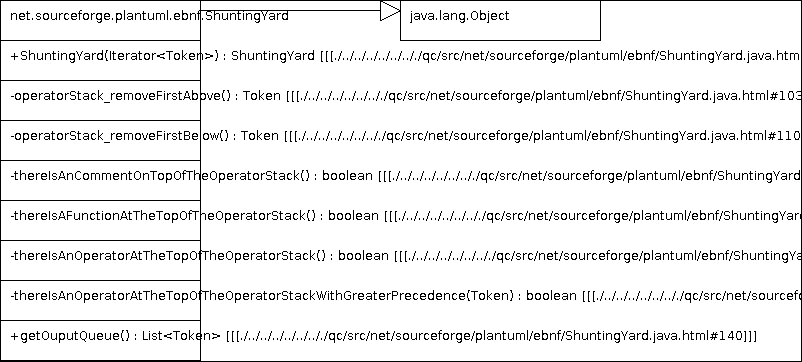 net.sourceforge.plantuml.ebnf.ShuntingYard
java.lang.Object
+ShuntingYard(Iterator<Token>) : ShuntingYard [[[./../../../../../../../qc/src/net/sourceforge/plantuml/ebnf/ShuntingYard.java.htm
-operatorStack_removeFirstAbove() : Token [[[./../../../../../../../qc/src/net/sourceforge/plantuml/ebnf/ShuntingYard.java.html#103
-operatorStack_removeFirstBelow() : Token [[[./../../../../../../../qc/src/net/sourceforge/plantuml/ebnf/ShuntingYard.java.html#110
-thereIsAnCommentOnTopOfTheOperatorStack() : boolean [[[./../../../../../../../qc/src/net/sourceforge/plantuml/ebnf/ShuntingYard
-thereIsAFunctionAtTheTopOfTheOperatorStack() : boolean [[[./../../../../../../../qc/src/net/sourceforge/plantuml/ebnf/ShuntingYa
-thereIsAnOperatorAtTheTopOfTheOperatorStack() : boolean [[[./../../../../../../../qc/src/net/sourceforge/plantuml/ebnf/ShuntingYa
-thereIsAnOperatorAtTheTopOfTheOperatorStackWithGreaterPrecedence(Token) : boolean [[[./../../../../../../../qc/src/net/sourcefo
+getOuputQueue() : List<Token> [[[./../../../../../../../qc/src/net/sourceforge/plantuml/ebnf/ShuntingYard.java.html#140]]]